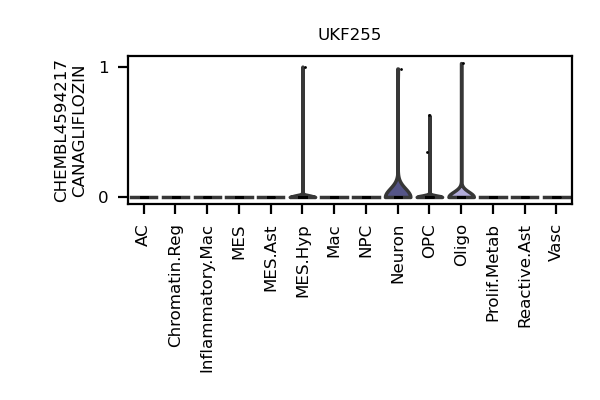 UKF255
CHEMBL4594217
CANAGLIFLOZIN
1
0
AC
Chromatin.Reg
Inflammatory.Mac
MES
MES.Ast
MES.Hyp
Mac
NPC
Neuron
OPC
Oligo
Prolif.Metab
Reactive.Ast
Vasc